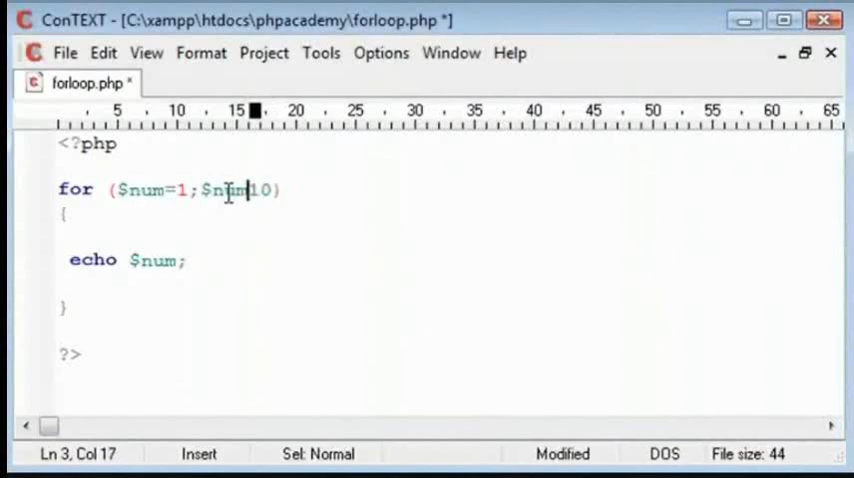 ConTEXT - [C:\xampp\htdocs\phpacademy\forloop.php *]
File Edit View Format Project Tools Options Window Help
forloop.php *
5 10 15 20 25 30 35 40 45 50 55 60 65
<?php
for ($num=1;$num10)
{
echo $num;
}
?>
Ln 3, Col 17 Insert Sel: Normal Modified DOS File size: 44